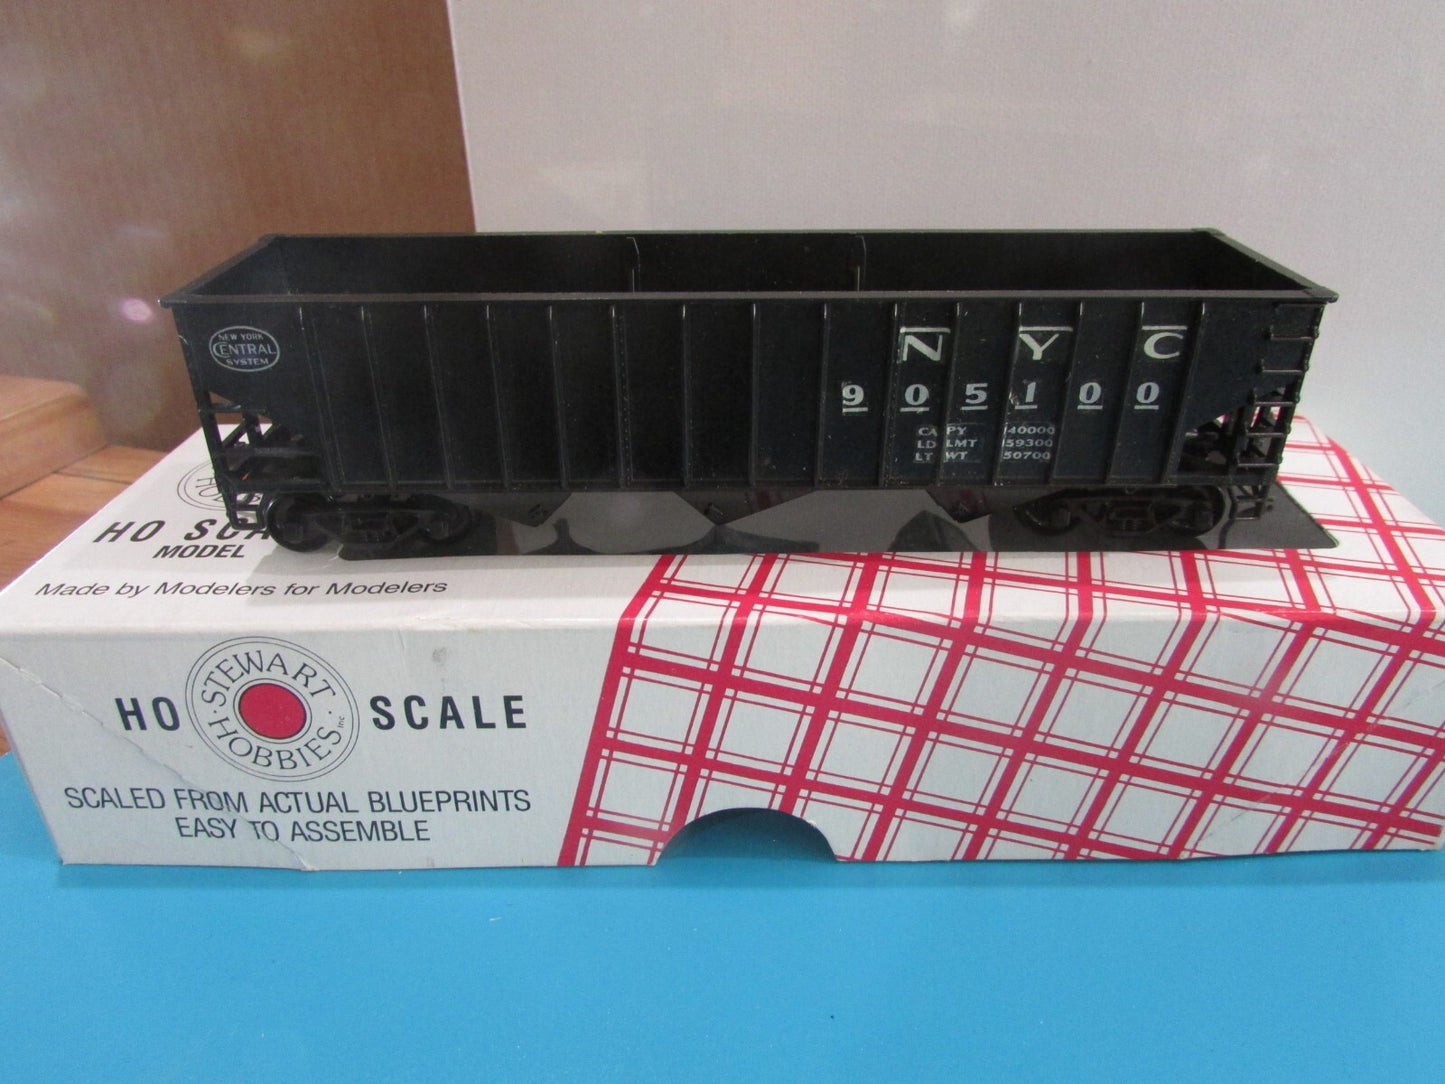 NEW YORK
CENTRAL
SYSTEM
N Y C
905100
CAPY 140000
LD LMT 159300
LT WT 50700
HO
MODEL
Made by Modelers for Modelers
HO STEWART HOBBIES Inc SCALE
SCALED FROM ACTUAL BLUEPRINTS
EASY TO ASSEMBLE